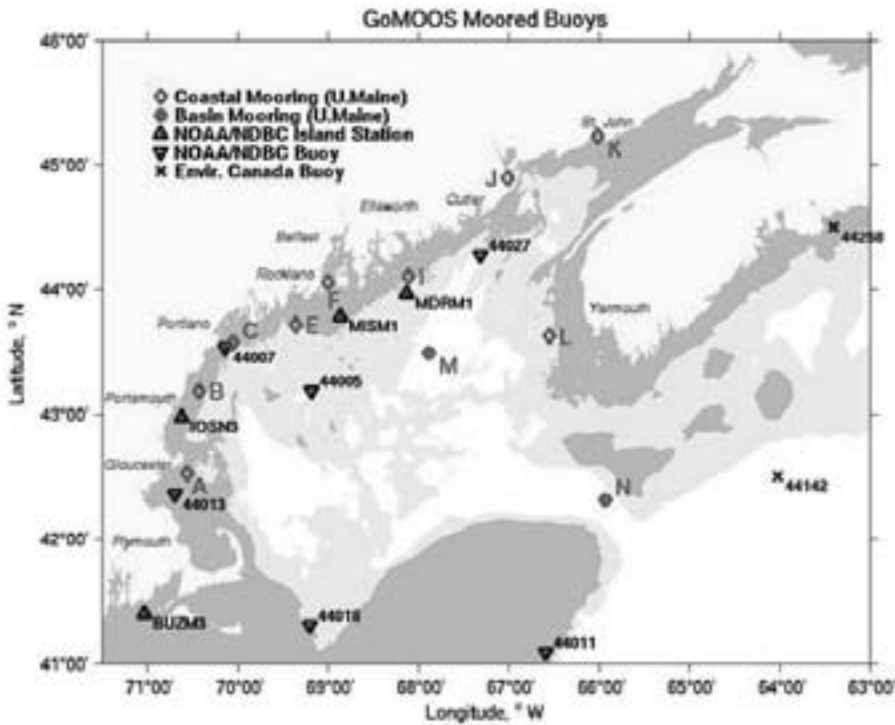 GoMOOS Moored Buoys
46°00'
45°00'
44°00'
43°00'
42°00'
41°00'
Latitude, ° N
Coastal Mooring (U.Maine)
Basin Mooring (U.Maine)
NOAA/NDBC Island Station
NOAA/NDBC Buoy
Envir. Canada Buoy
St. John
K
J
Cutler
Ellsworth
44027
44258
Belfast
Rockland
I
MDRM1
F
Yarmouth
Portland
C
E
MISM1
L
44007
M
44005
B
Portsmouth
IOSN3
Gloucester
A
44013
N
44142
Plymouth
BUZM3
44018
44011
71°00' 70°00' 69°00' 68°00' 67°00' 66°00' 65°00' 64°00' 63°00'
Longitude, ° W